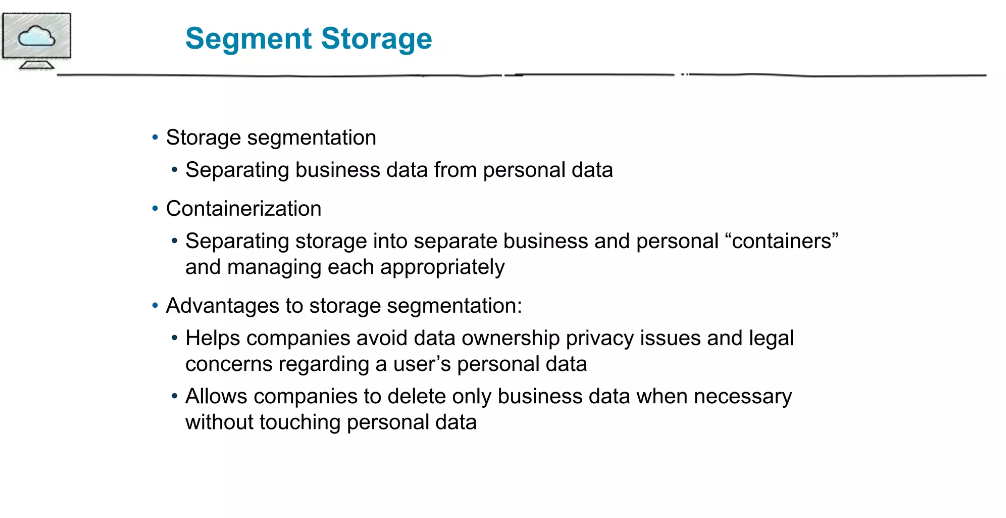 Segment Storage
• Storage segmentation
• Separating business data from personal data
• Containerization
• Separating storage into separate business and personal “containers”
and managing each appropriately
• Advantages to storage segmentation:
• Helps companies avoid data ownership privacy issues and legal
concerns regarding a user’s personal data
• Allows companies to delete only business data when necessary
without touching personal data